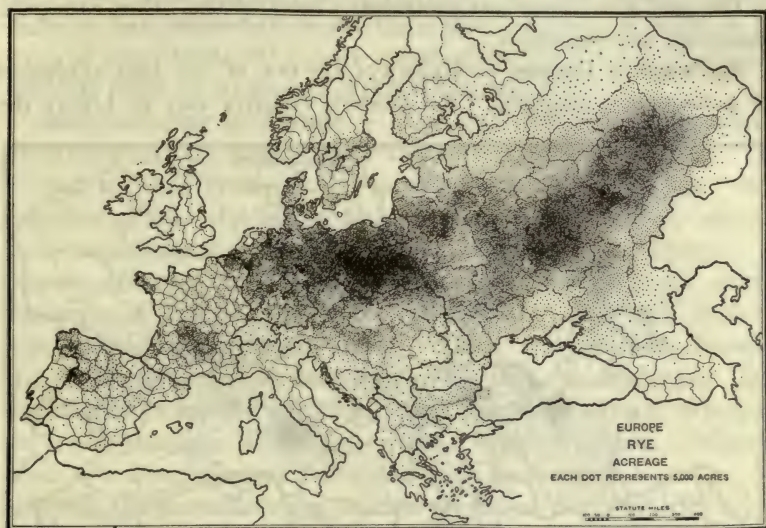 EUROPE
RYE
ACREAGE
EACH DOT REPRESENTS 5,000 ACRES
STATUTE MILES